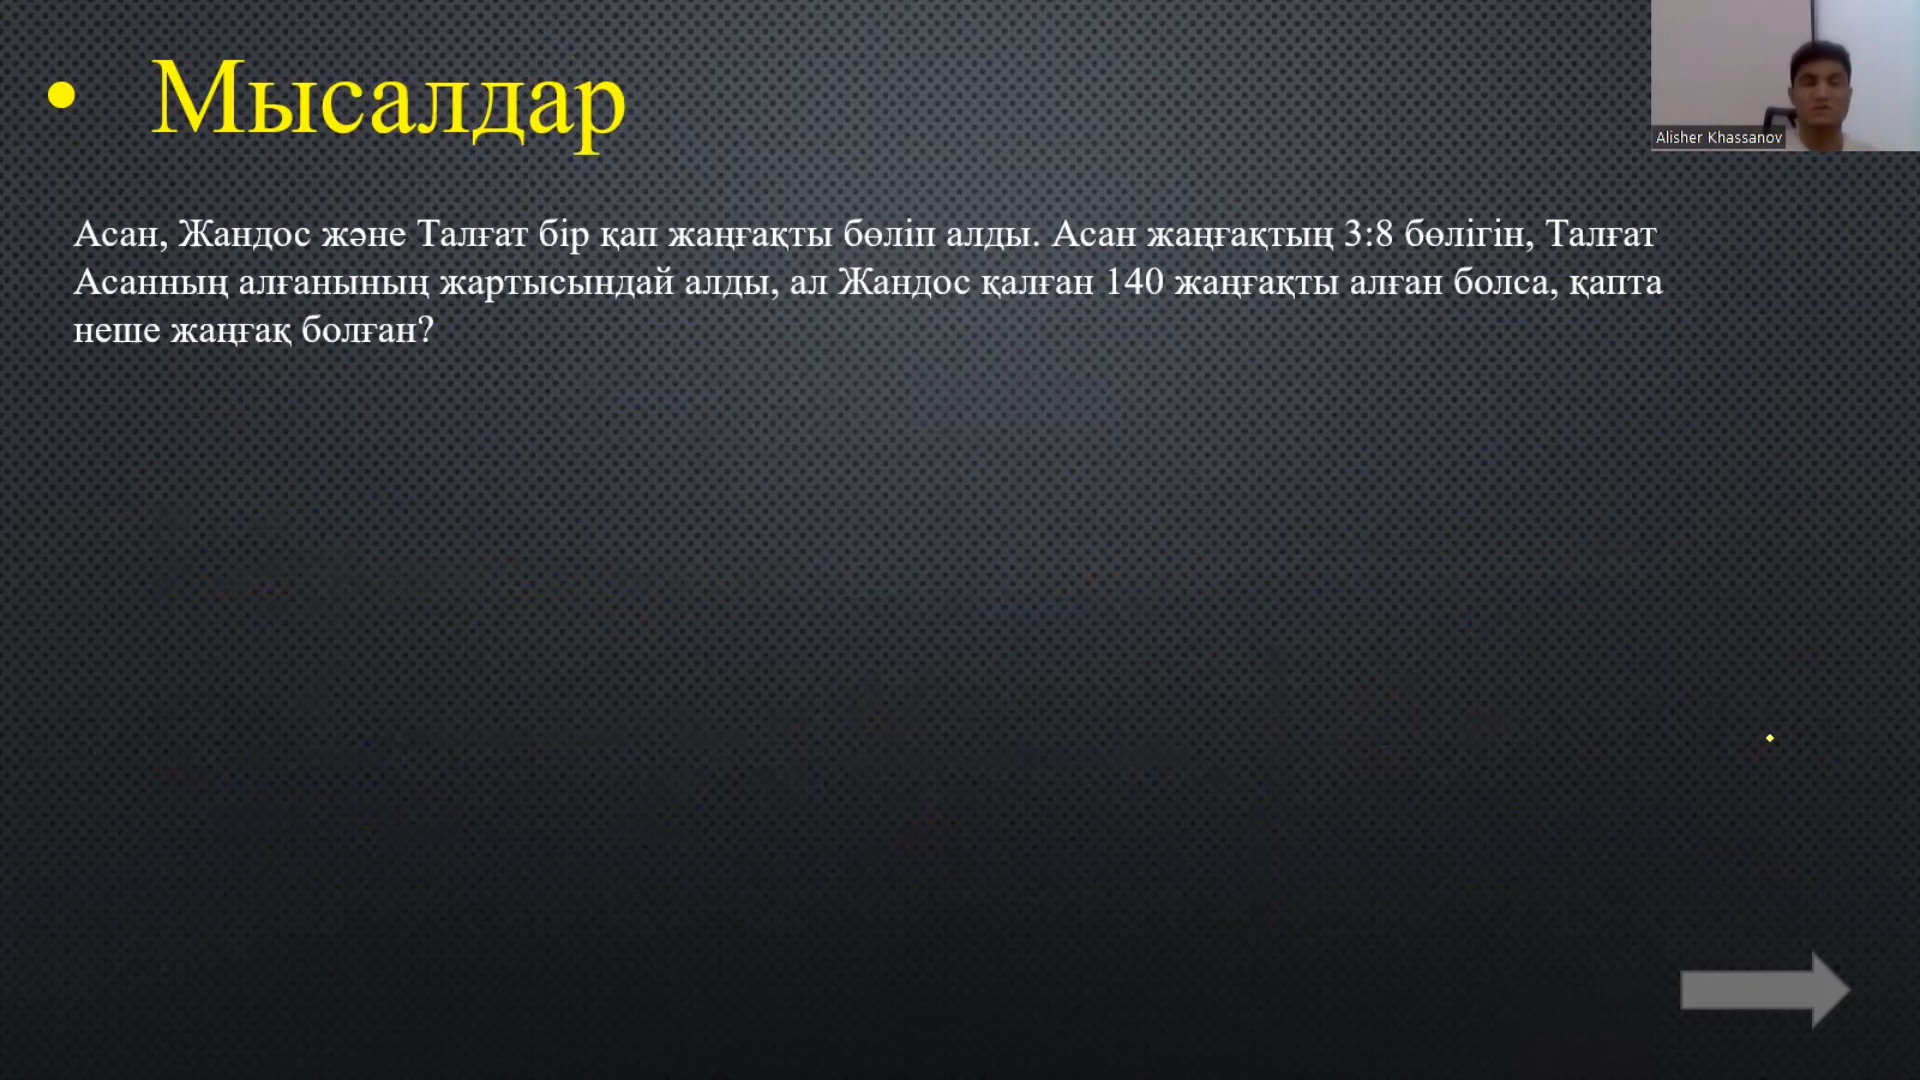 • Мысалдар
Alisher Khassanov
Асан, Жандос және Талғат бір қап жаңғақты бөліп алды. Асан жаңғақтың 3:8 бөлігін, Талғат
Асанның алғанының жартысындай алды, ал Жандос қалған 140 жаңғақты алған болса, қапта
неше жаңғақ болған?